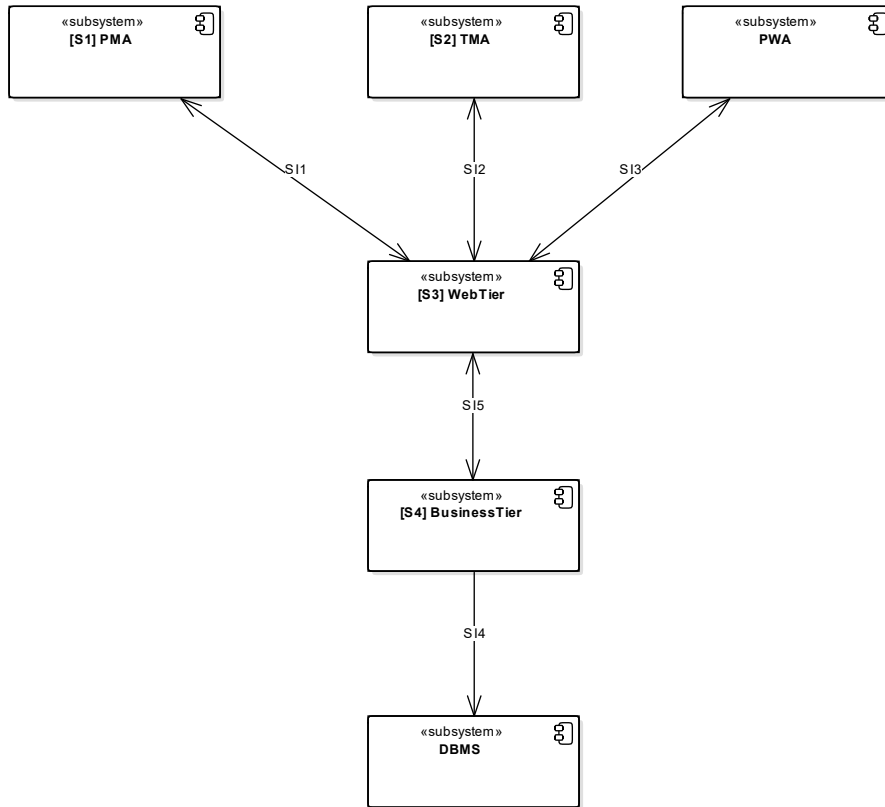 «subsystem»
[S1] PMA
«subsystem»
[S2] TMA
«subsystem»
PWA
SI1
SI2
SI3
«subsystem»
[S3] WebTier
SI5
«subsystem»
[S4] BusinessTier
SI4
«subsystem»
DBMS